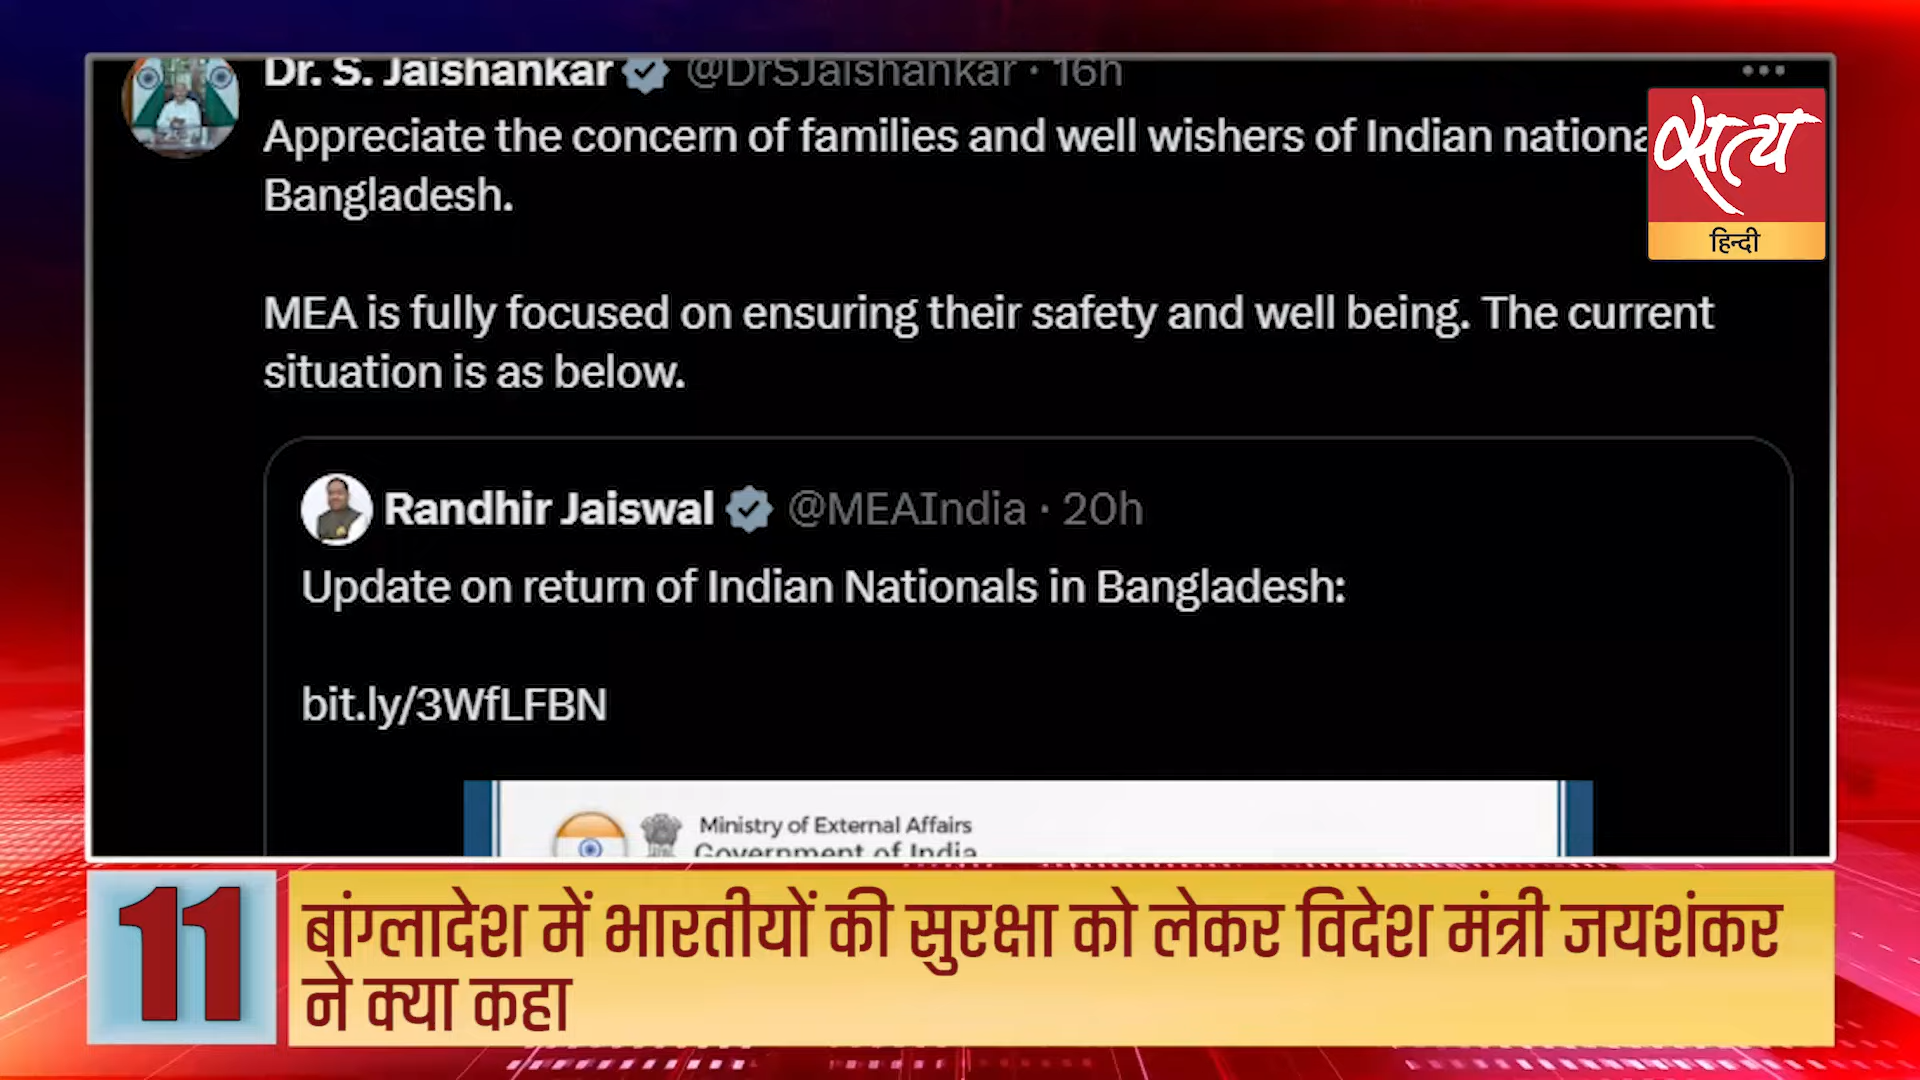 Dr. S. Jaishankar @DrSJaishankar · 16h
Appreciate the concern of families and well wishers of Indian nationa
Bangladesh.
MEA is fully focused on ensuring their safety and well being. The current
situation is as below.
Randhir Jaiswal @MEAIndia · 20h
Update on return of Indian Nationals in Bangladesh:
bit.ly/3WfLFBN
Ministry of External Affairs
Government of India
सत्य
हिन्दी
11
बांग्लादेश में भारतीयों की सुरक्षा को लेकर विदेश मंत्री जयशंकर
ने क्या कहा